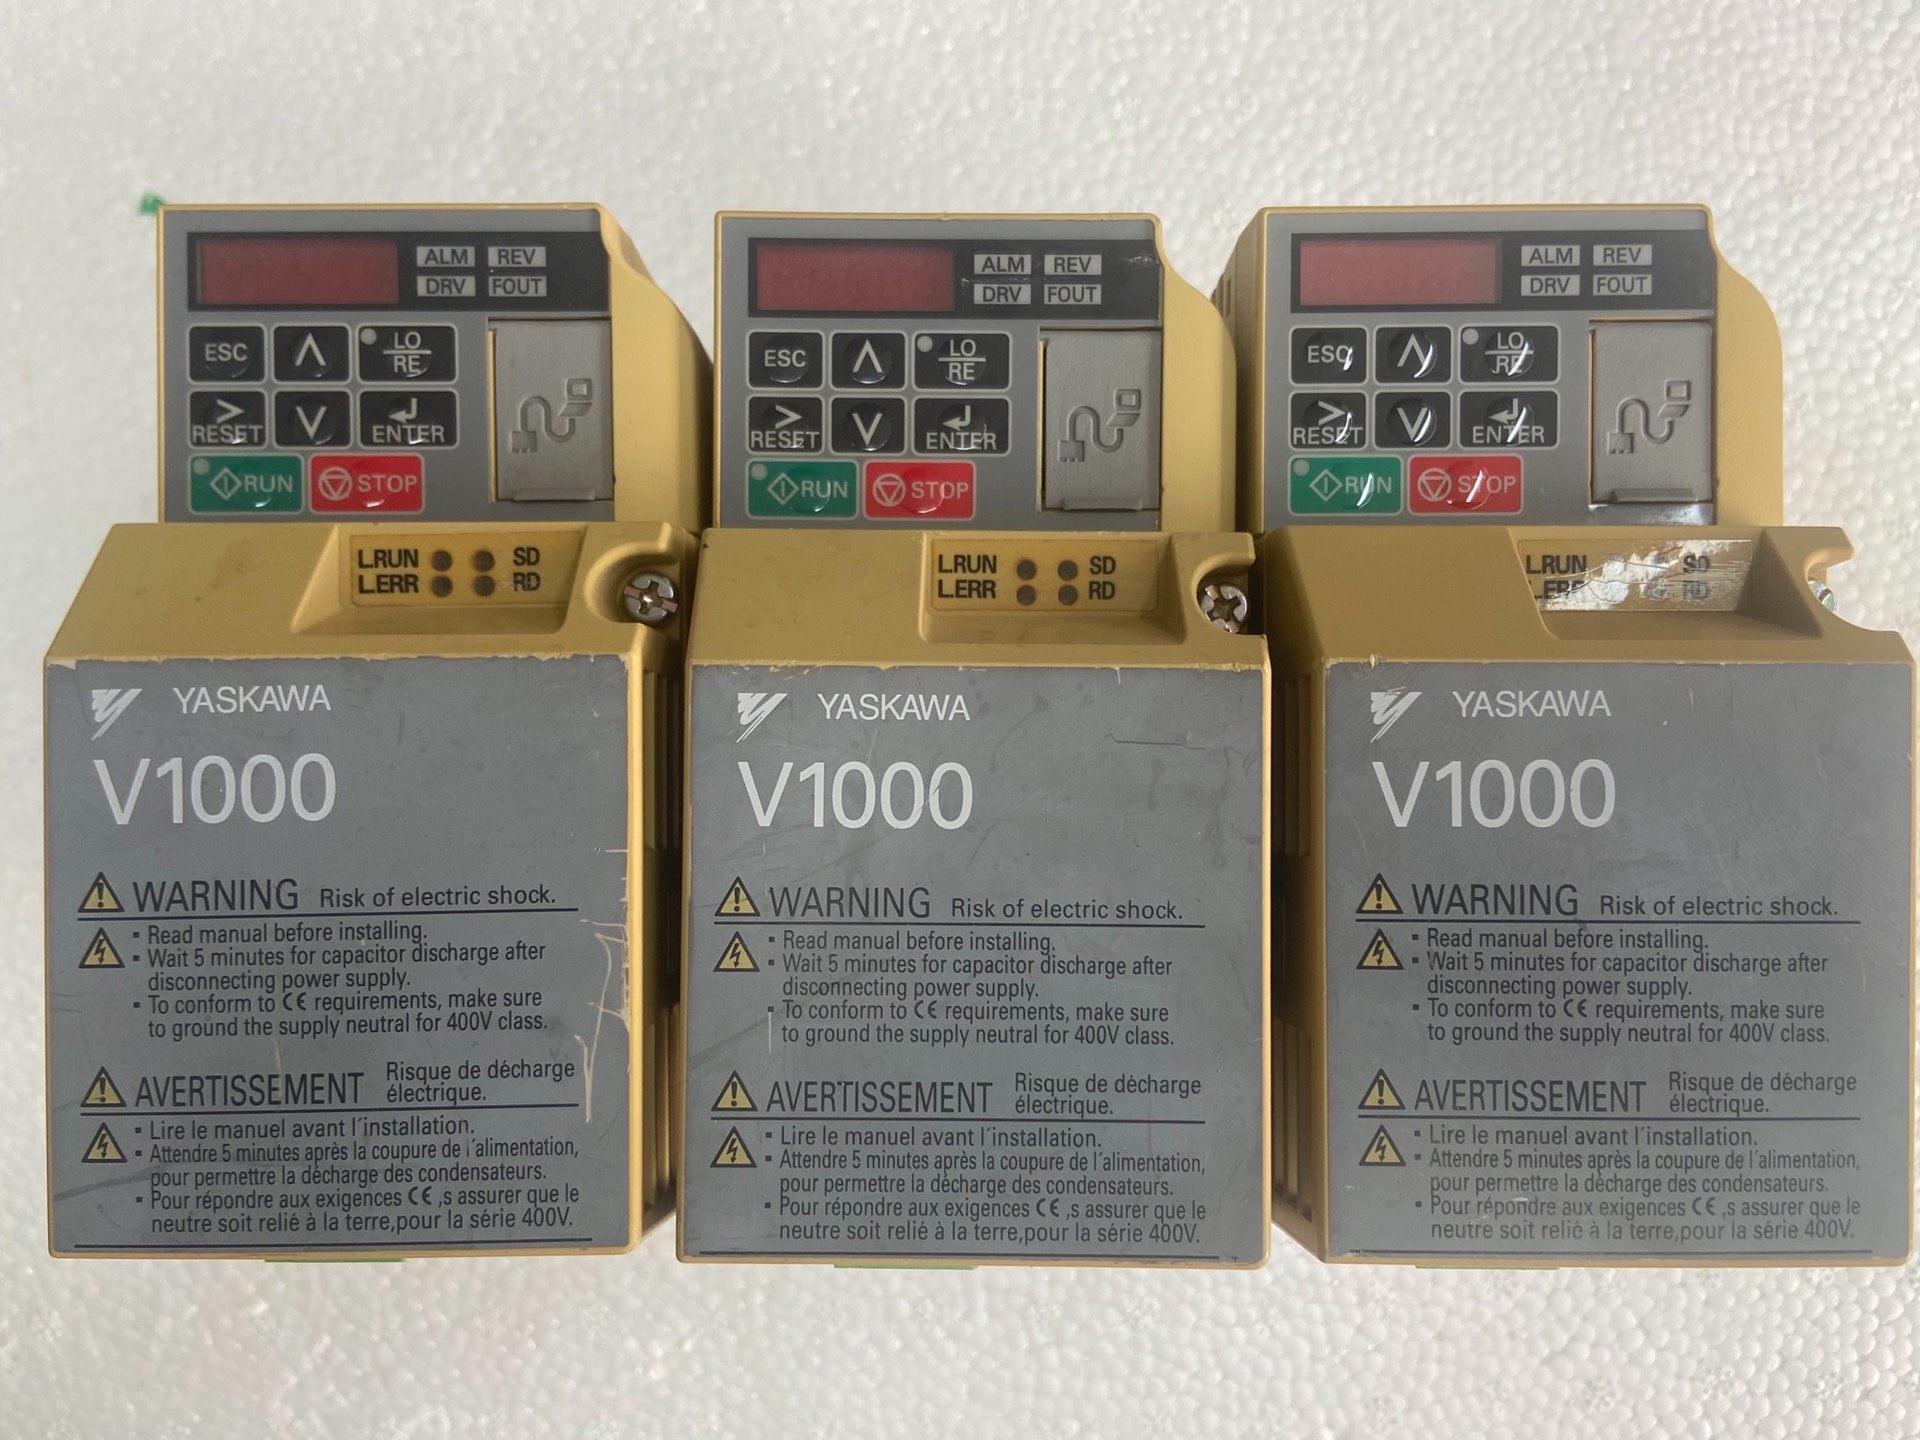 ALM REV
DRV FOUT
ESC LO
RE
RESET ENTER
RUN STOP
L.RUN SD
L.ERR RD
YASKAWA
V1000
WARNING Risk of electric shock.
▪ Read manual before installing.
▪ Wait 5 minutes for capacitor discharge after
disconnecting power supply.
▪ To conform to CE requirements, make sure
to ground the supply neutral for 400V class.
AVERTISSEMENT Risque de décharge
électrique.
▪ Lire le manuel avant l´installation.
▪ Attendre 5 minutes après la coupure de l´alimentation,
pour permettre la décharge des condensateurs.
▪ Pour répondre aux exigences CE ,s assurer que le
neutre soit relié à la terre,pour la série 400V.
ALM REV
DRV FOUT
ESC LO
RE
RESET ENTER
RUN STOP
L.RUN SD
L.ERR RD
YASKAWA
V1000
WARNING Risk of electric shock.
▪ Read manual before installing.
▪ Wait 5 minutes for capacitor discharge after
disconnecting power supply.
▪ To conform to CE requirements, make sure
to ground the supply neutral for 400V class.
AVERTISSEMENT Risque de décharge
électrique.
▪ Lire le manuel avant l´installation.
▪ Attendre 5 minutes après la coupure de l´alimentation,
pour permettre la décharge des condensateurs.
▪ Pour répondre aux exigences CE ,s assurer que le
neutre soit relié à la terre,pour la série 400V.
ALM REV
DRV FOUT
ESC LO
RE
RESET ENTER
RUN STOP
L.RUN SD
L.ERR RD
YASKAWA
V1000
WARNING Risk of electric shock.
▪ Read manual before installing.
▪ Wait 5 minutes for capacitor discharge after
disconnecting power supply.
▪ To conform to CE requirements, make sure
to ground the supply neutral for 400V class.
AVERTISSEMENT Risque de décharge
électrique.
▪ Lire le manuel avant l´installation.
▪ Attendre 5 minutes après la coupure de l´alimentation,
pour permettre la décharge des condensateurs.
▪ Pour répondre aux exigences CE ,s assurer que le
neutre soit relié à la terre,pour la série 400V.